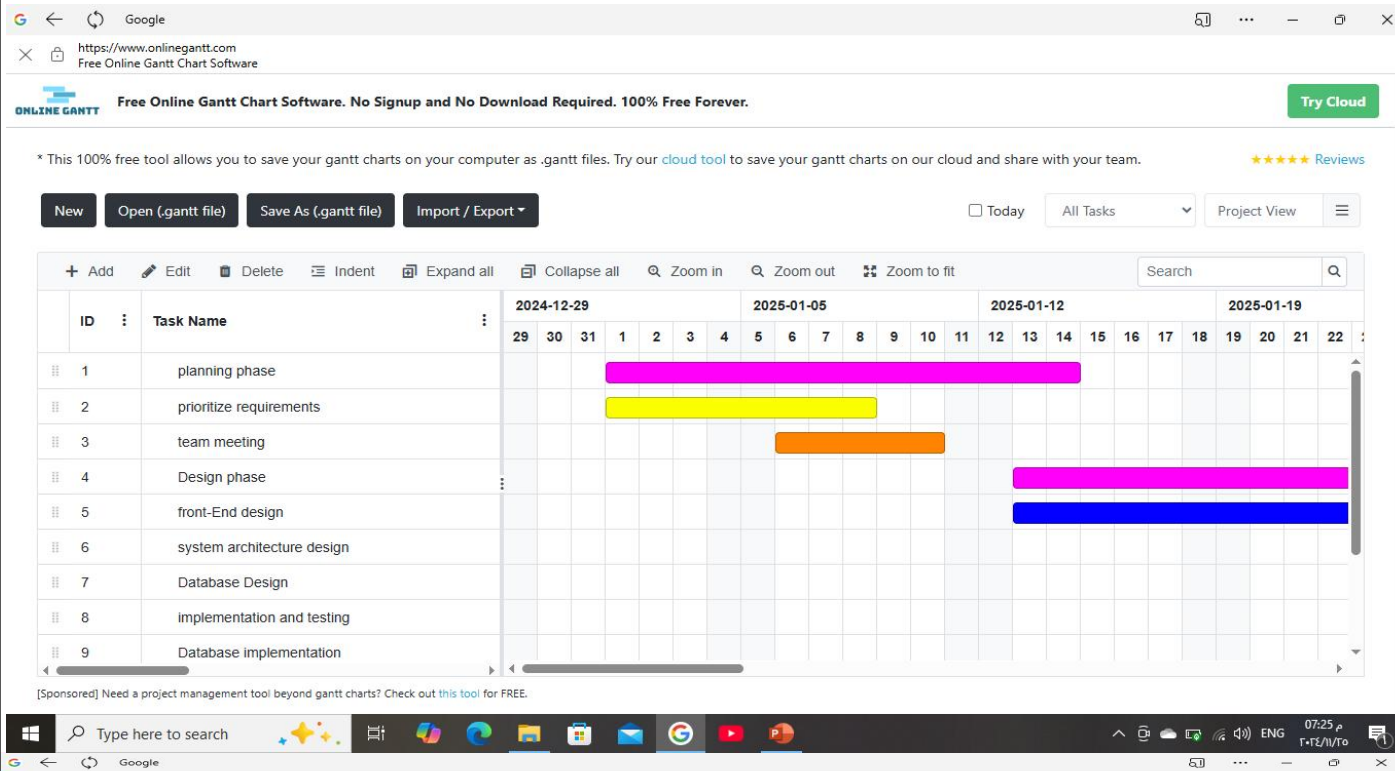 Google
https://www.onlinegantt.com
Free Online Gantt Chart Software
ONLINE GANTT
Free Online Gantt Chart Software. No Signup and No Download Required. 100% Free Forever.
Try Cloud
* This 100% free tool allows you to save your gantt charts on your computer as .gantt files. Try our cloud tool to save your gantt charts on our cloud and share with your team.
★★★★★ Reviews
New Open (.gantt file) Save As (.gantt file) Import / Export
Today All Tasks Project View
Add Edit Delete Indent Expand all Collapse all Zoom in Zoom out Zoom to fit Search
ID Task Name
2024-12-29 2025-01-05 2025-01-12 2025-01-19
29 30 31 1 2 3 4 5 6 7 8 9 10 11 12 13 14 15 16 17 18 19 20 21 22
1 planning phase
2 prioritize requirements
3 team meeting
4 Design phase
5 front-End design
6 system architecture design
7 Database Design
8 implementation and testing
9 Database implementation
[Sponsored] Need a project management tool beyond gantt charts? Check out this tool for FREE.
Type here to search
ENG
07:25 م
٢٠٢٤/١١/٢٥
Google